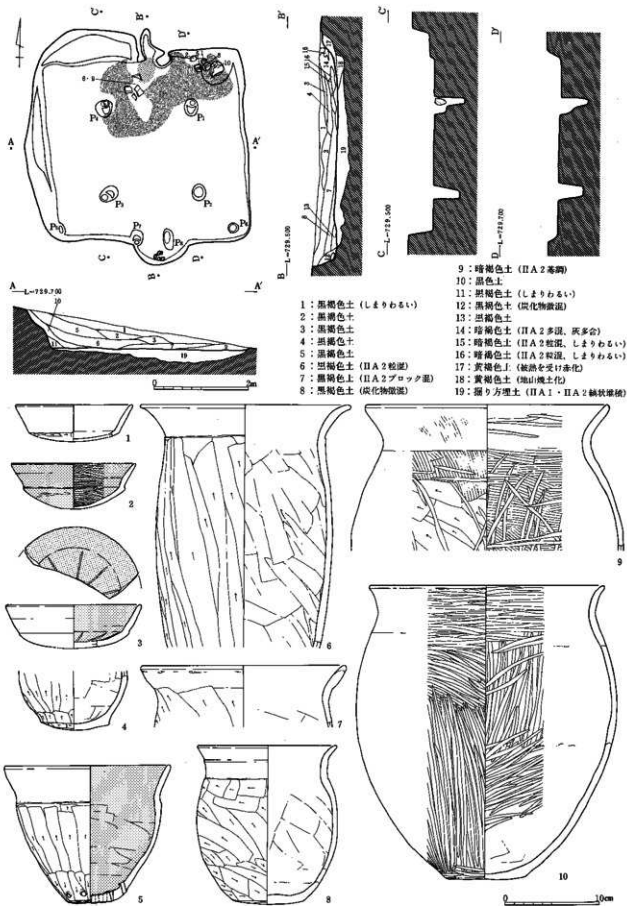 C'
B'
D'
C'
D'
B'
A
A'
6・9
10
P4
P1
P3
P2
P7
P5
P6
C
B
D
B —L=729.500
C —L=729.500
D —L=729.700
A —L=729.700
A'
19
0 2m
1：黒褐色土 (しまりわるい)
2：黒褐色土
3：黒褐色土
4：黒褐色土
5：黒褐色土
6：黒褐色土 (ⅡA2粒混)
7：黒褐色土 (ⅡA2ブロック混)
8：黒褐色土 (炭化物微混)
9：暗褐色土 (ⅡA2基調)
10：黒色土
11：黒褐色土 (しまりわるい)
12：黒褐色土 (炭化物微混)
13：黒褐色土
14：暗褐色土 (ⅡA2多混、灰多含)
15：暗褐色土 (ⅡA2粒混、しまりわるい)
16：暗褐色土 (ⅡA2粒混、しまりわるい)
17：黄褐色土 (被熱を受け赤化)
18：黄褐色土 (地山焼土化)
19：掘り方埋土 (ⅡA1・ⅡA2縞状堆積)
1
2
3
4
5
6
7
8
9
10
0 10cm